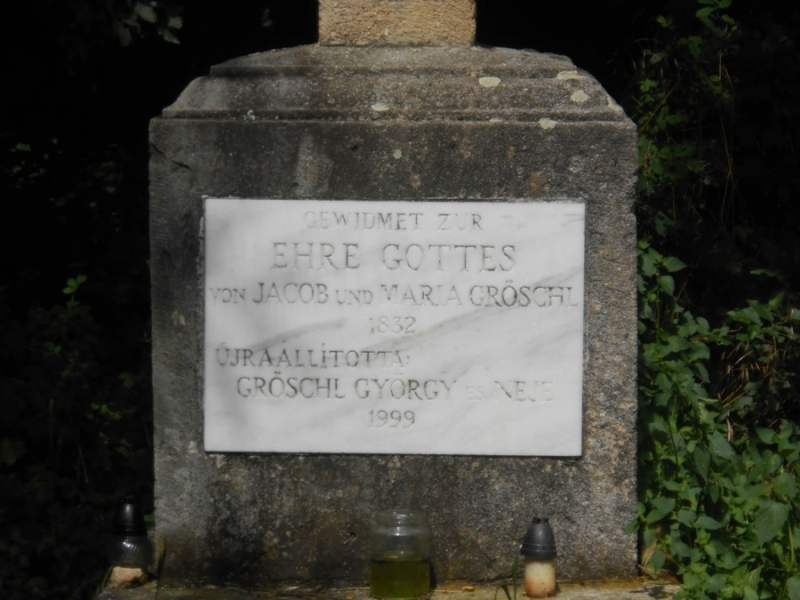 GEWIDMET ZUR
EHRE GOTTES
VON JACOB UND MARIA GRÖSCHL
1832
ÚJRAÁLLÍTOTTA:
GRÖSCHL GYÖRGY ÉS NEJE
1999